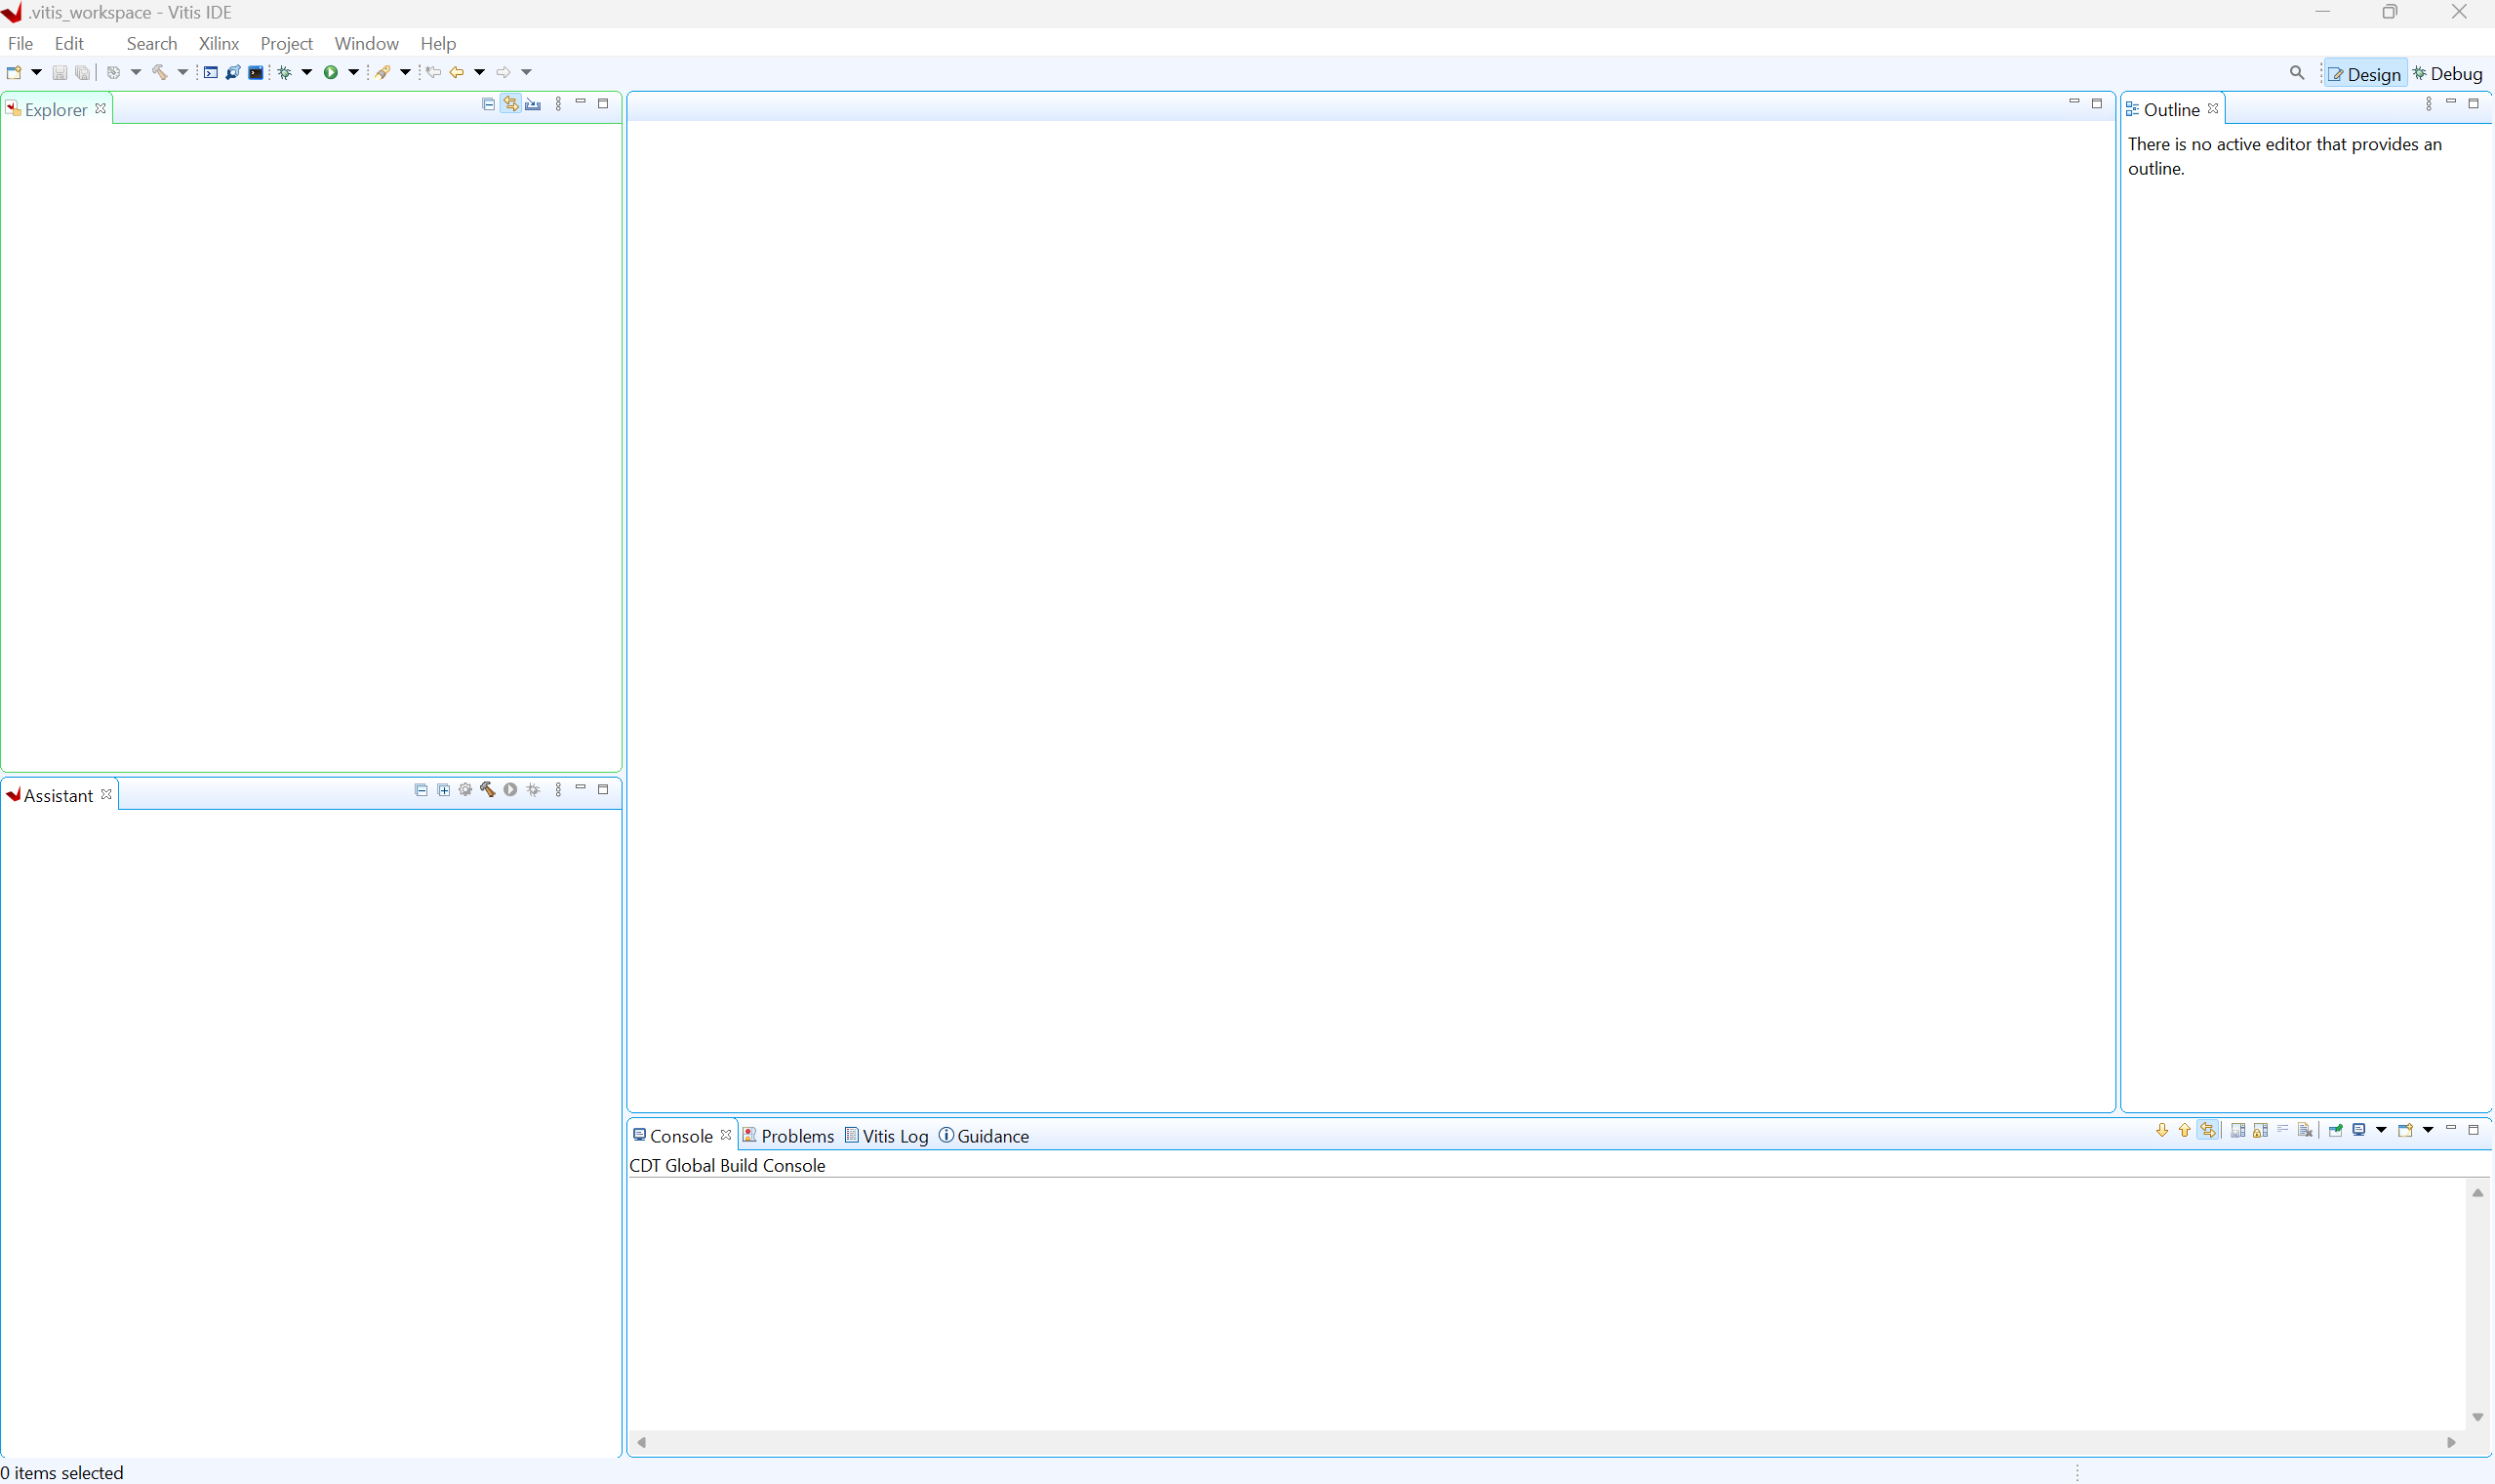 .vitis_workspace - Vitis IDE
File Edit Search Xilinx Project Window Help
Design Debug
Explorer
Outline
There is no active editor that provides an
outline.
Assistant
Console Problems Vitis Log Guidance
CDT Global Build Console
0 items selected